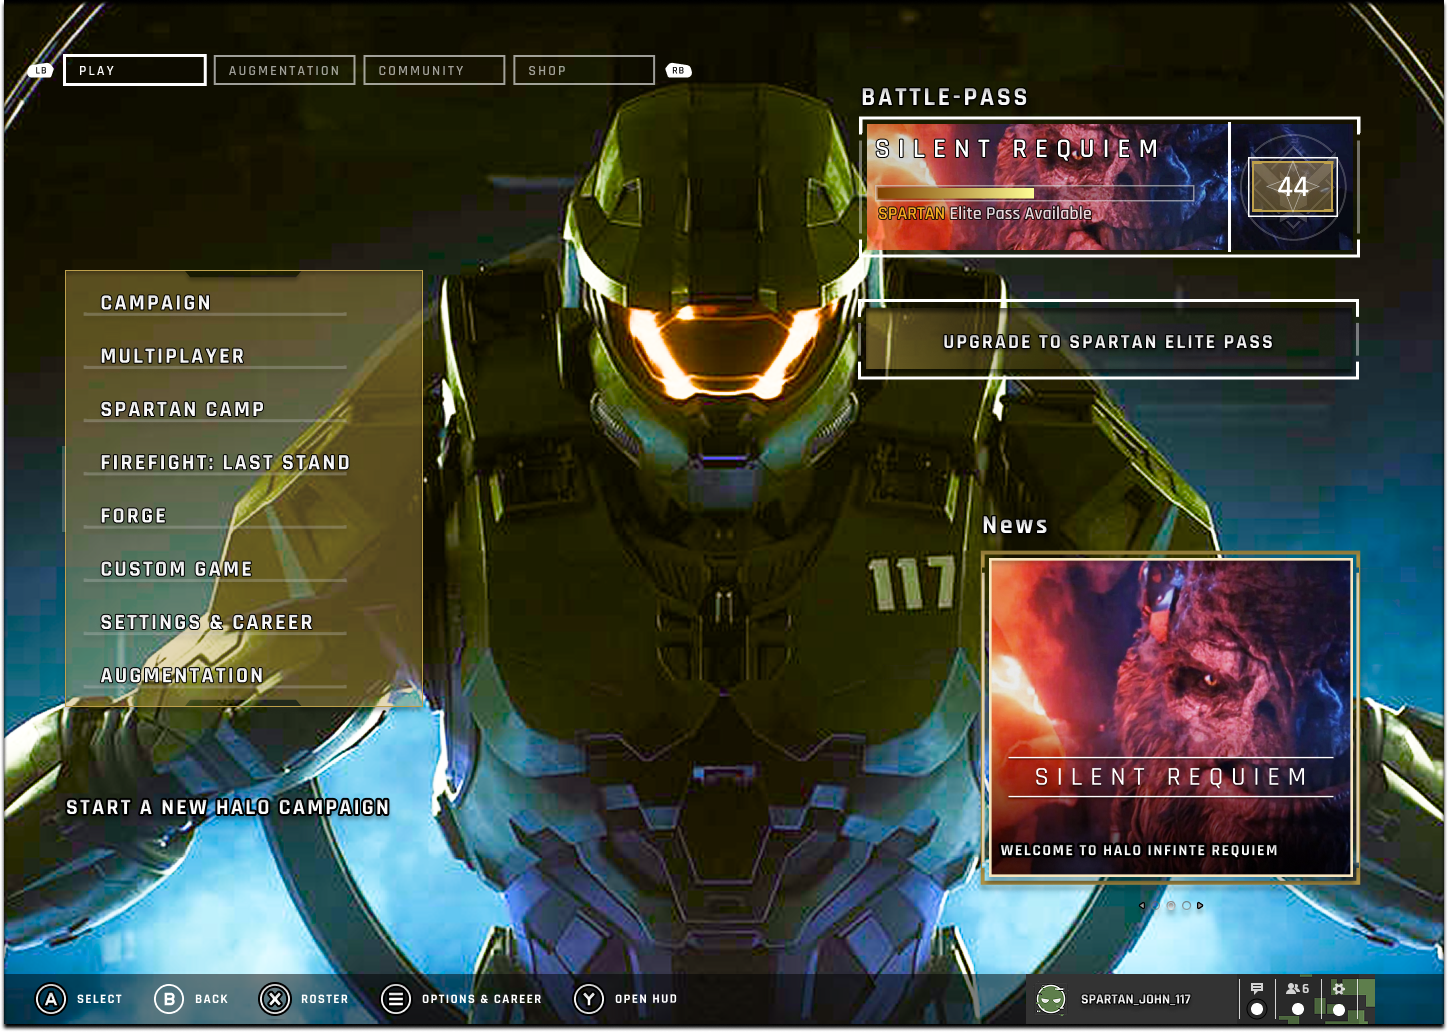 LB PLAY AUGMENTATION COMMUNITY SHOP RB
BATTLE-PASS
SILENT REQUIEM
44
SPARTAN Elite Pass Available
UPGRADE TO SPARTAN ELITE PASS
CAMPAIGN
MULTIPLAYER
SPARTAN CAMP
FIREFIGHT: LAST STAND
FORGE
CUSTOM GAME
SETTINGS & CAREER
AUGMENTATION
START A NEW HALO CAMPAIGN
117
News
SILENT REQUIEM
WELCOME TO HALO INFINTE REQUIEM
A SELECT B BACK X ROSTER OPTIONS & CAREER Y OPEN HUD
SPARTAN_JOHN_117 6